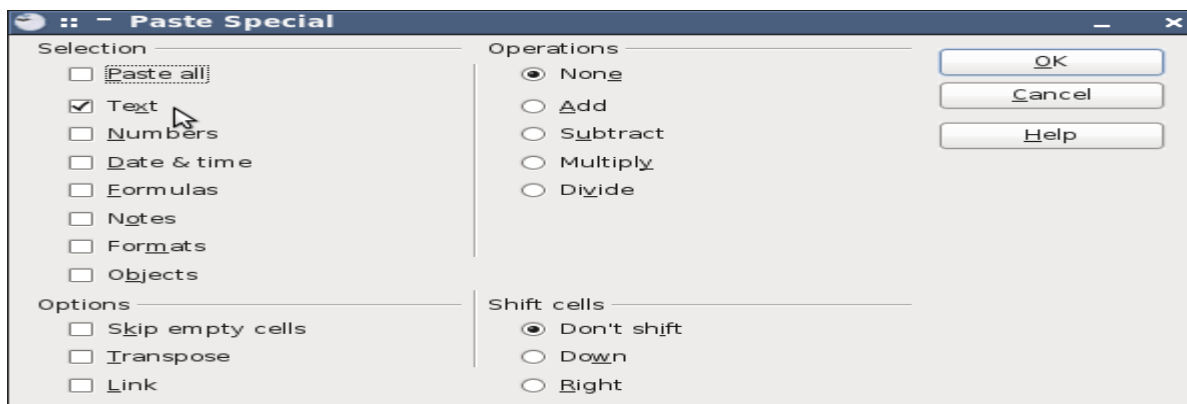 Paste Special
Selection
Paste all
Text
Numbers
Date & time
Formulas
Notes
Formats
Objects
Options
Skip empty cells
Transpose
Link
Operations
None
Add
Subtract
Multiply
Divide
Shift cells
Don't shift
Down
Right
OK
Cancel
Help